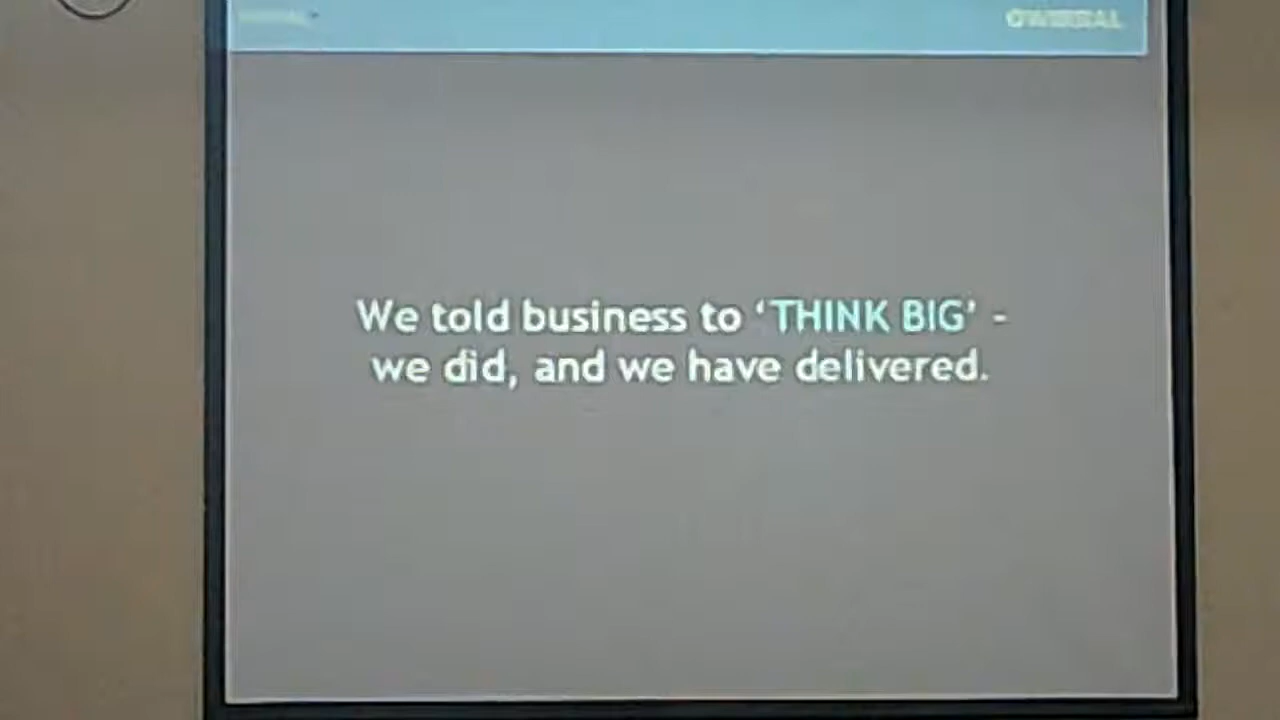 We told business to ‘THINK BIG’ -
we did, and we have delivered.